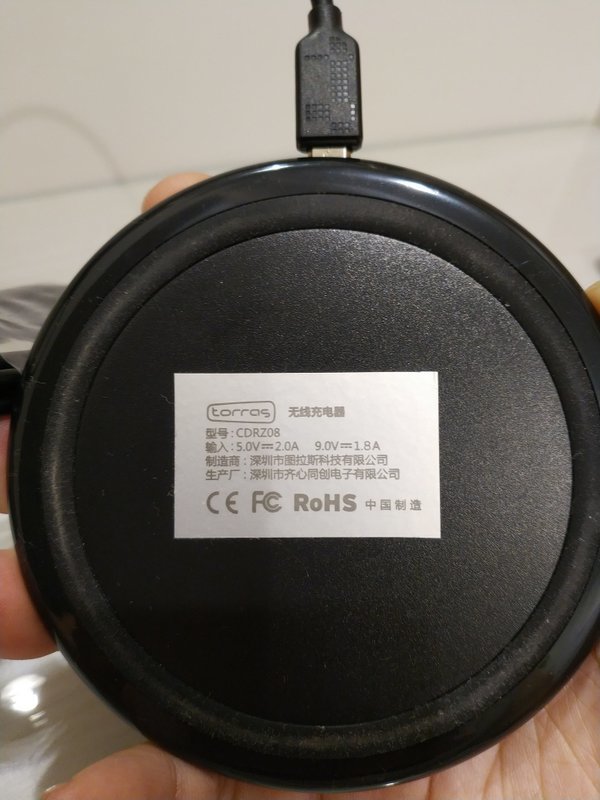 torras 无线充电器
型号:CDRZ08
输入:5.0V⎓2.0A 9.0V⎓1.8A
制造商:深圳市图拉斯科技有限公司
生产厂:深圳市齐心同创电子有限公司
CE FC RoHS 中国制造